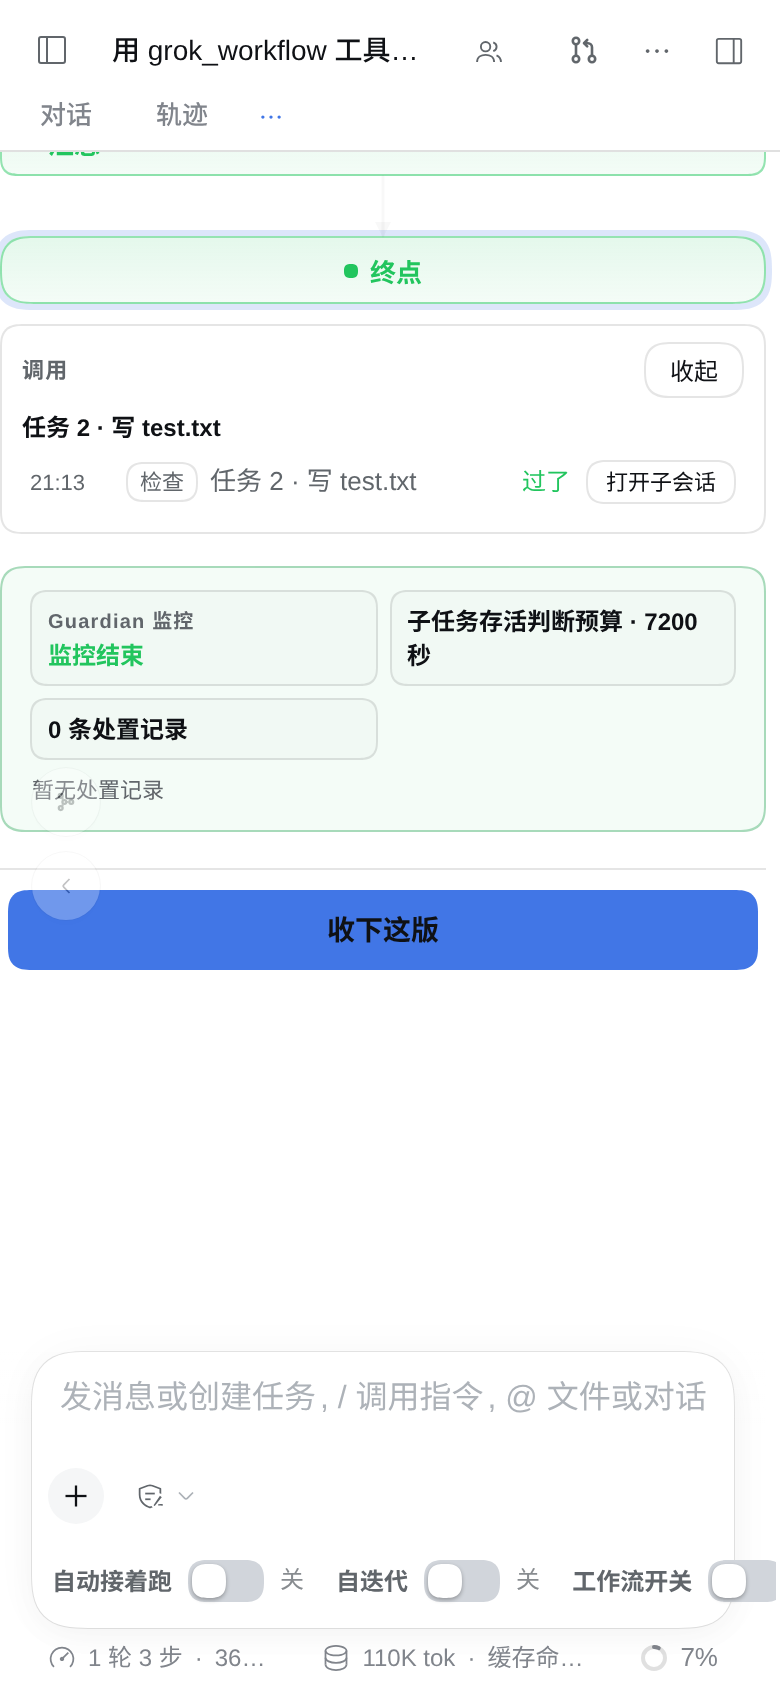 用 grok_workflow 工具…
对话
轨迹
终点
调用
收起
任务 2 · 写 test.txt
21:13 检查 任务 2 · 写 test.txt 过了 打开子会话
Guardian 监控
监控结束
子任务存活判断预算 · 7200
秒
0 条处置记录
暂无处置记录
收下这版
发消息或创建任务, / 调用指令, @ 文件或对话
自动接着跑 关 自迭代 关 工作流开关
1 轮 3 步 · 36… 110K tok · 缓存命… 7%